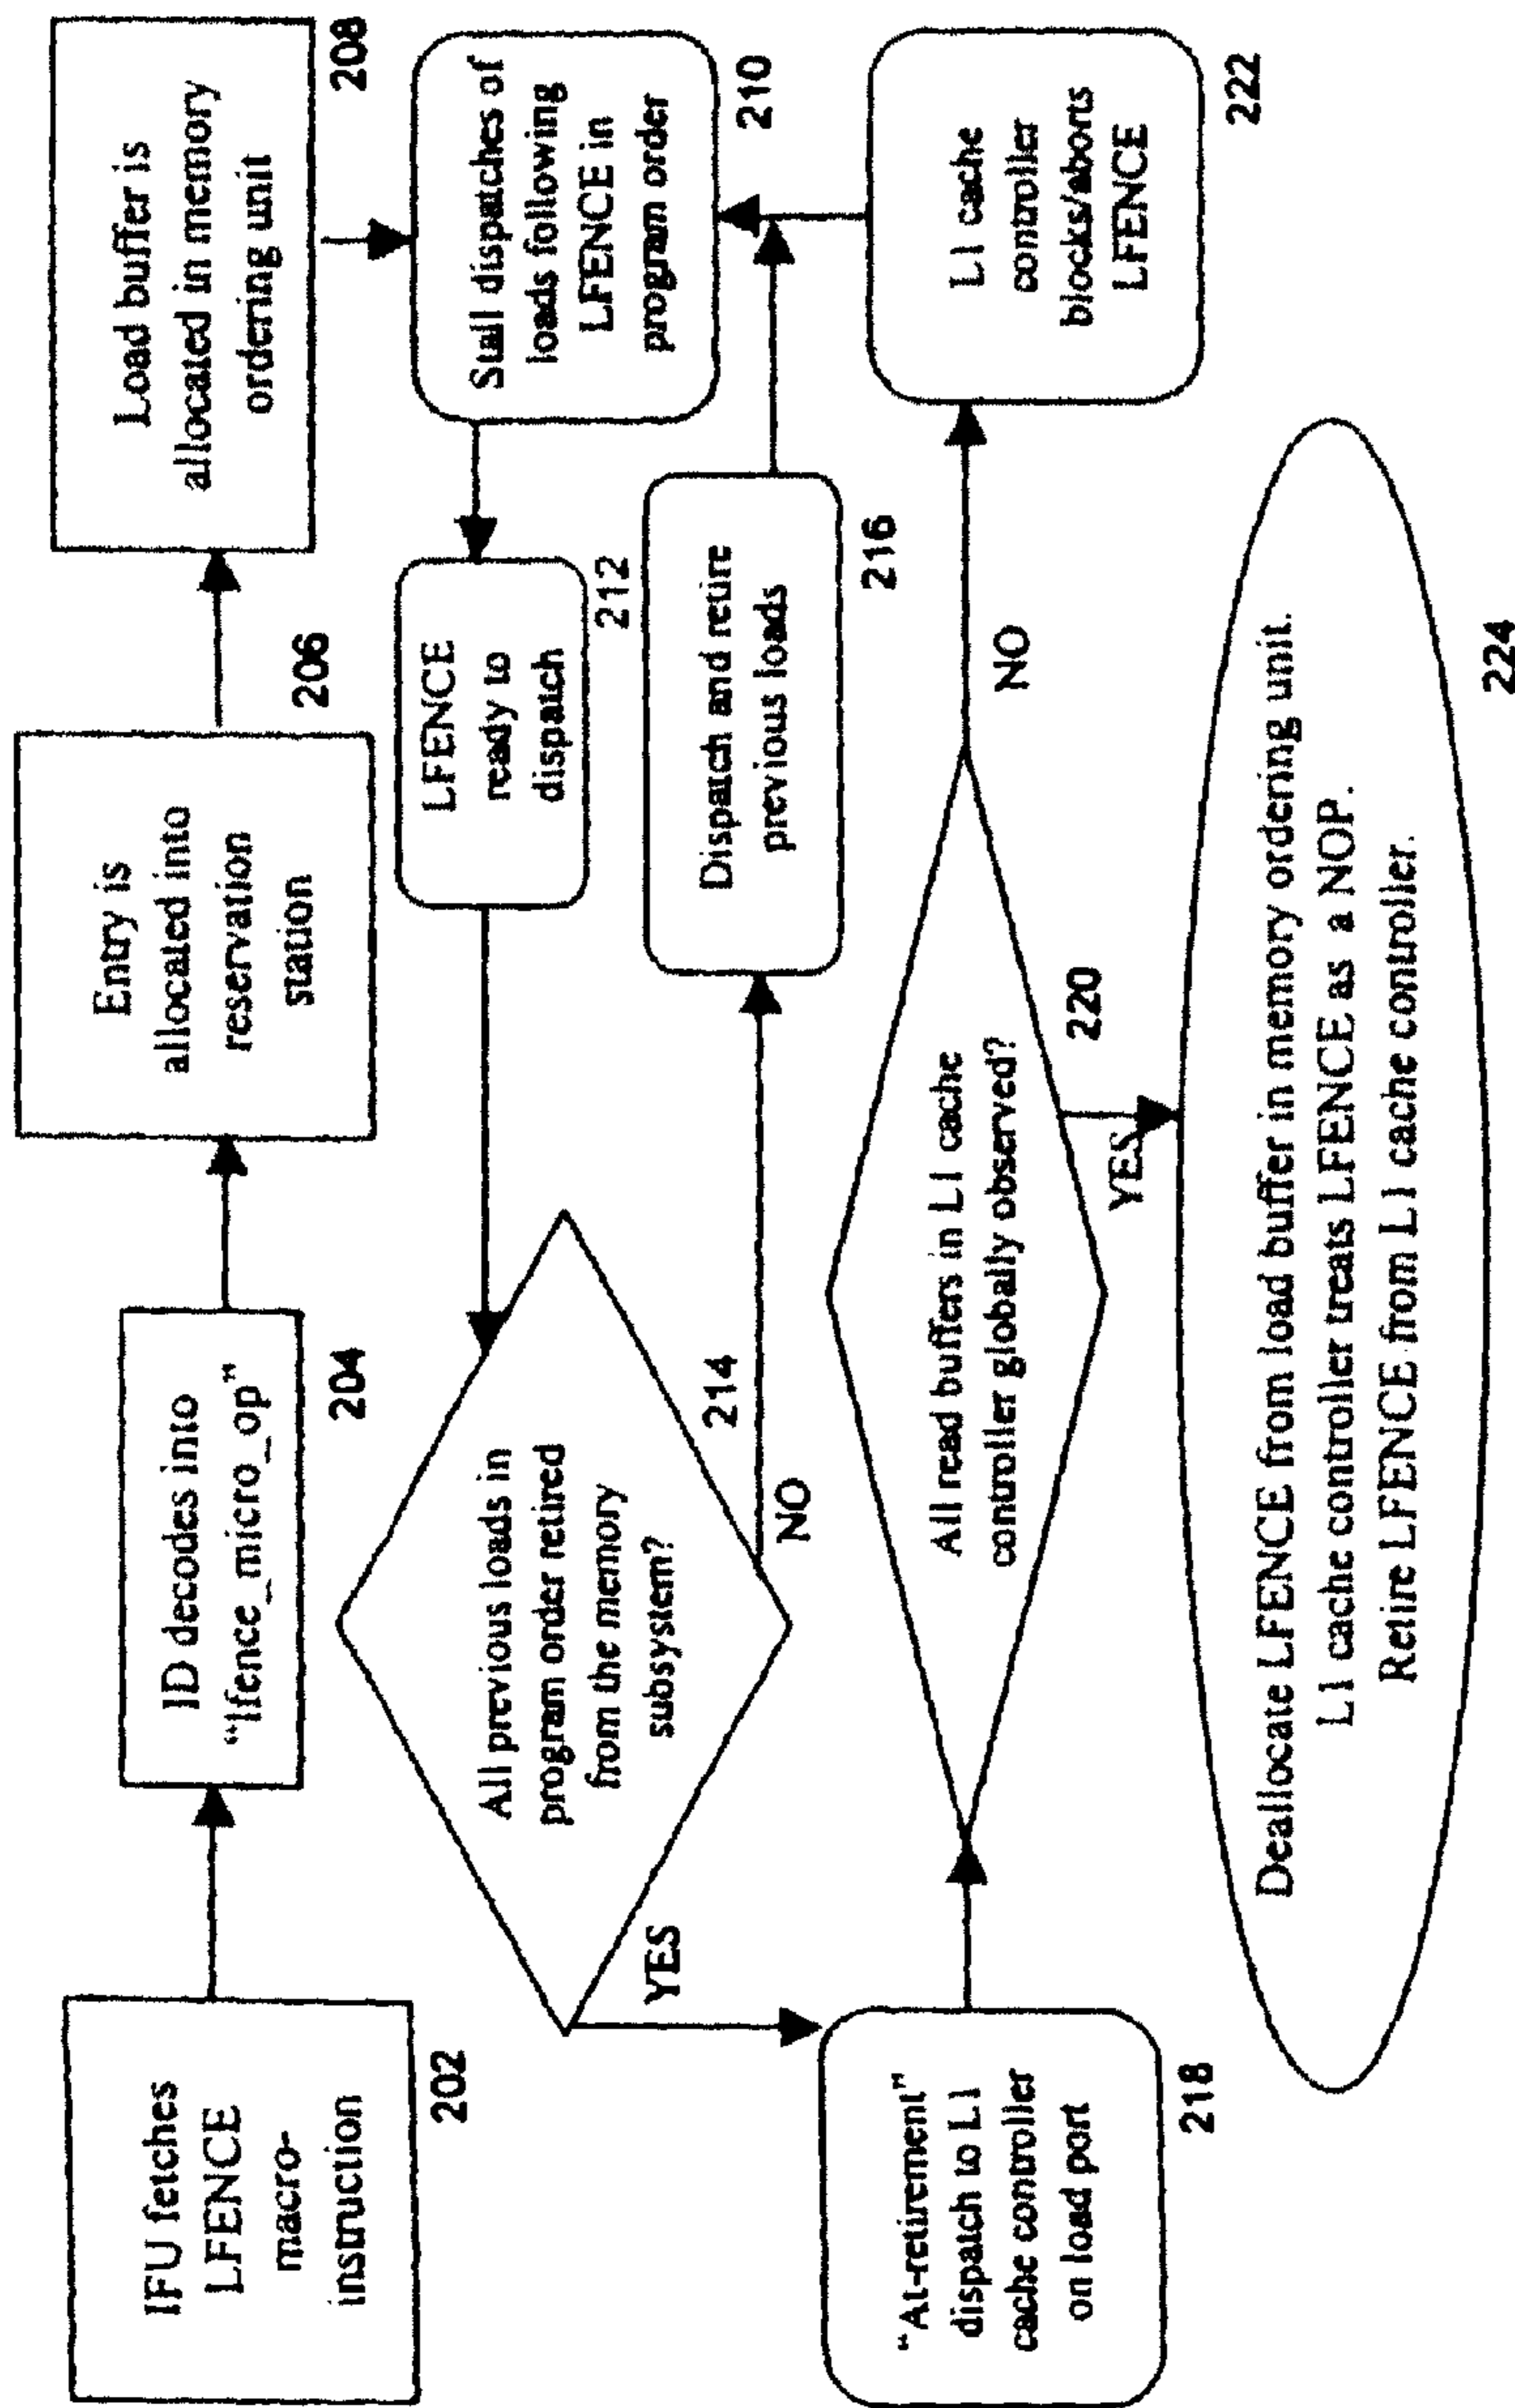 IFU fetches
LFENCE
macro-
instruction
202
ID decodes into
"lfence_micro_op"
204
Entry is
allocated into
reservation
station
206
Load buffer is
allocated in memory
ordering unit
208
Stall dispatches of
loads following
LFENCE in
program order
210
LFENCE
ready to
dispatch
212
All previous loads in
program order retired
from the memory
subsystem?
214
NO
YES
Dispatch and retire
previous loads
216
"At-retirement"
dispatch to L1
cache controller
on load port
218
All read buffers in L1 cache
controller globally observed?
220
NO
YES
L1 cache
controller
blocks/aborts
LFENCE
222
Deallocate LFENCE from load buffer in memory ordering unit.
L1 cache controller treats LFENCE as a NOP.
Retire LFENCE from L1 cache controller.
224